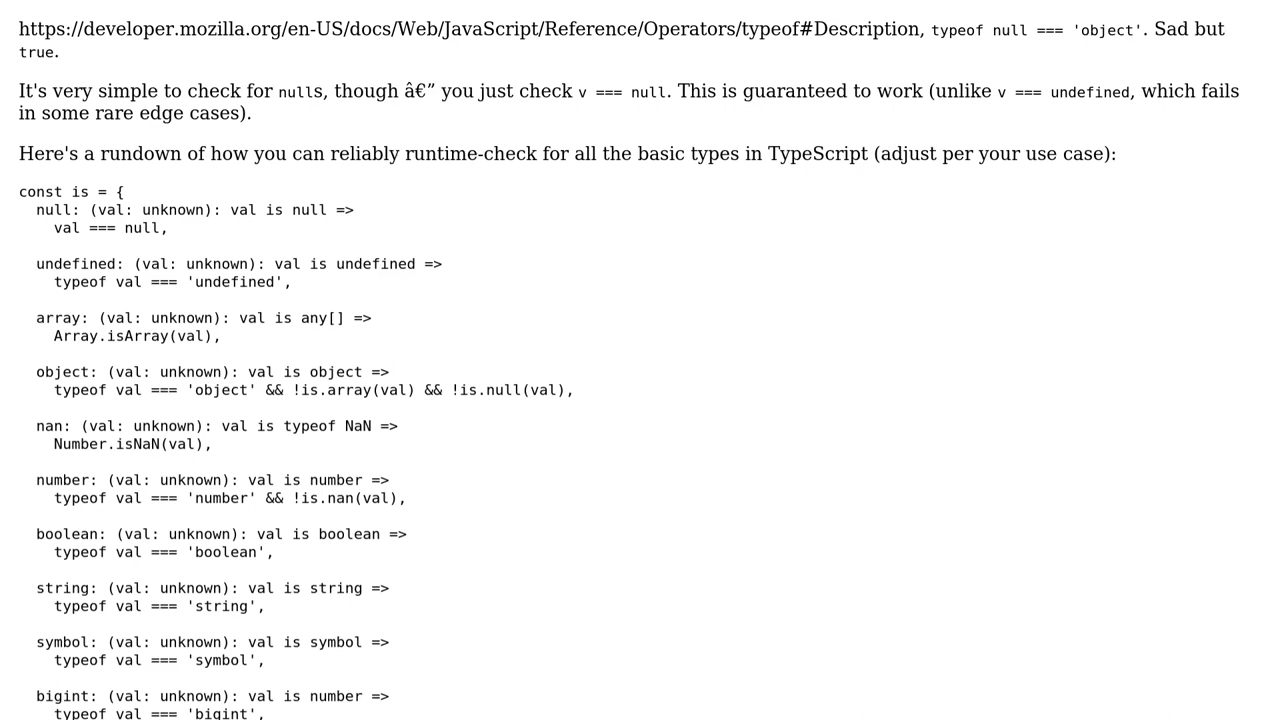 https://developer.mozilla.org/en-US/docs/Web/JavaScript/Reference/Operators/typeof#Description, typeof null === 'object'. Sad but
true.
It's very simple to check for nulls, though â€” you just check v === null. This is guaranteed to work (unlike v === undefined, which fails
in some rare edge cases).
Here's a rundown of how you can reliably runtime-check for all the basic types in TypeScript (adjust per your use case):
const is = {
  null: (val: unknown): val is null =>
    val === null,
  undefined: (val: unknown): val is undefined =>
    typeof val === 'undefined',
  array: (val: unknown): val is any[] =>
    Array.isArray(val),
  object: (val: unknown): val is object =>
    typeof val === 'object' && !is.array(val) && !is.null(val),
  nan: (val: unknown): val is typeof NaN =>
    Number.isNaN(val),
  number: (val: unknown): val is number =>
    typeof val === 'number' && !is.nan(val),
  boolean: (val: unknown): val is boolean =>
    typeof val === 'boolean',
  string: (val: unknown): val is string =>
    typeof val === 'string',
  symbol: (val: unknown): val is symbol =>
    typeof val === 'symbol',
  bigint: (val: unknown): val is number =>
    typeof val === 'bigint',